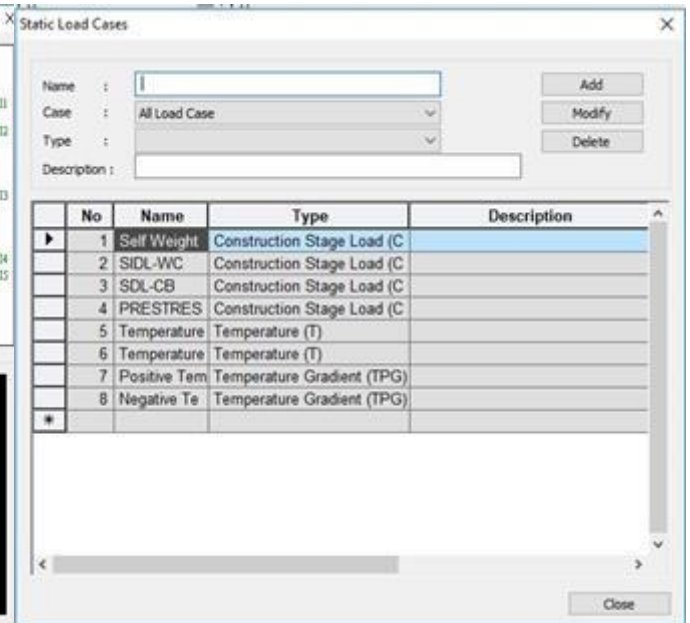 Static Load Cases
Name :
Add
Case : All Load Case
Modify
Type :
Delete
Description :
No Name Type Description
1 Self Weight Construction Stage Load (C
2 SIDL-WC Construction Stage Load (C
3 SDL-CB Construction Stage Load (C
4 PRESTRES Construction Stage Load (C
5 Temperature Temperature (T)
6 Temperature Temperature (T)
7 Positive Tem Temperature Gradient (TPG)
8 Negative Te Temperature Gradient (TPG)
Close